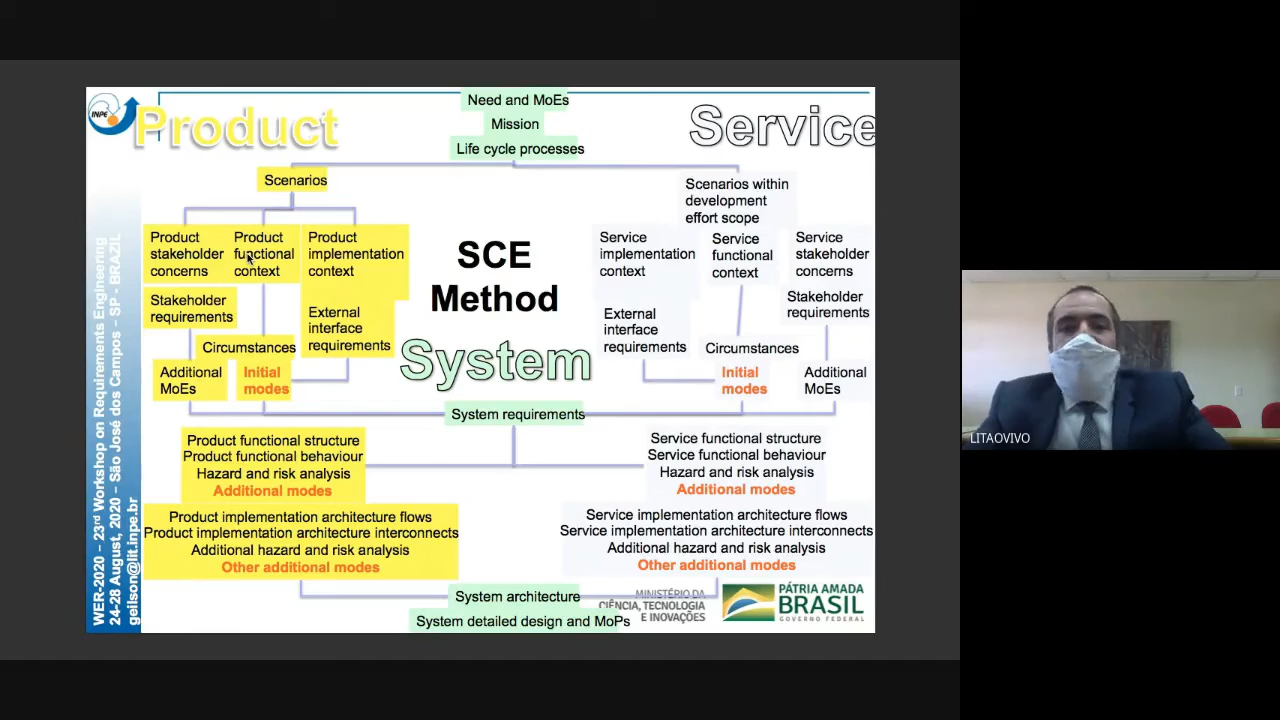 INPE
Product
Service
Need and MoEs
Mission
Life cycle processes
Scenarios
Scenarios within
development
effort scope
Product
stakeholder
concerns
Product
functional
context
Product
implementation
context
SCE
Method
Service
implementation
context
Service
functional
context
Service
stakeholder
concerns
Stakeholder
requirements
External
interface
requirements
External
interface
requirements
Stakeholder
requirements
Circumstances
System
Circumstances
Additional
MoEs
Initial
modes
Initial
modes
Additional
MoEs
System requirements
Product functional structure
Product functional behaviour
Hazard and risk analysis
Additional modes
Service functional structure
Service functional behaviour
Hazard and risk analysis
Additional modes
Product implementation architecture flows
Product implementation architecture interconnects
Additional hazard and risk analysis
Other additional modes
Service implementation architecture flows
Service implementation architecture interconnects
Additional hazard and risk analysis
Other additional modes
System architecture
System detailed design and MoPs
MINISTÉRIO DA
CIÊNCIA, TECNOLOGIA
E INOVAÇÕES
PÁTRIA AMADA
BRASIL
GOVERNO FEDERAL
WER-2020 – 23rd Workshop on Requirements Engineering
24-28 August, 2020 – São José dos Campos – SP - BRAZIL
geilson@lit.inpe.br
LITAOVIVO